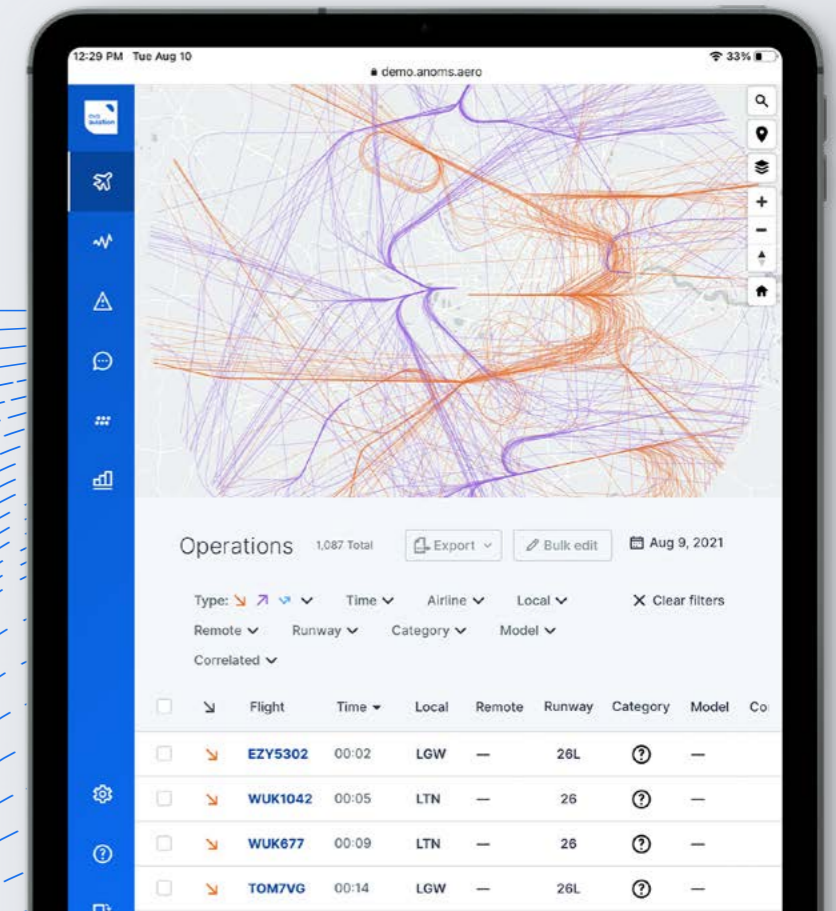 12:29 PM Tue Aug 10
33%
demo.anoms.aero
aviation
Operations 1,087 Total Export Bulk edit Aug 9, 2021
Type: Time Airline Local Clear filters
Remote Runway Category Model
Correlated
Flight Time Local Remote Runway Category Model Co
EZY5302 00:02 LGW — 26L ? —
WUK1042 00:05 LTN — 26 ? —
WUK677 00:09 LTN — 26 ? —
TOM7VG 00:14 LGW — 26L ? —